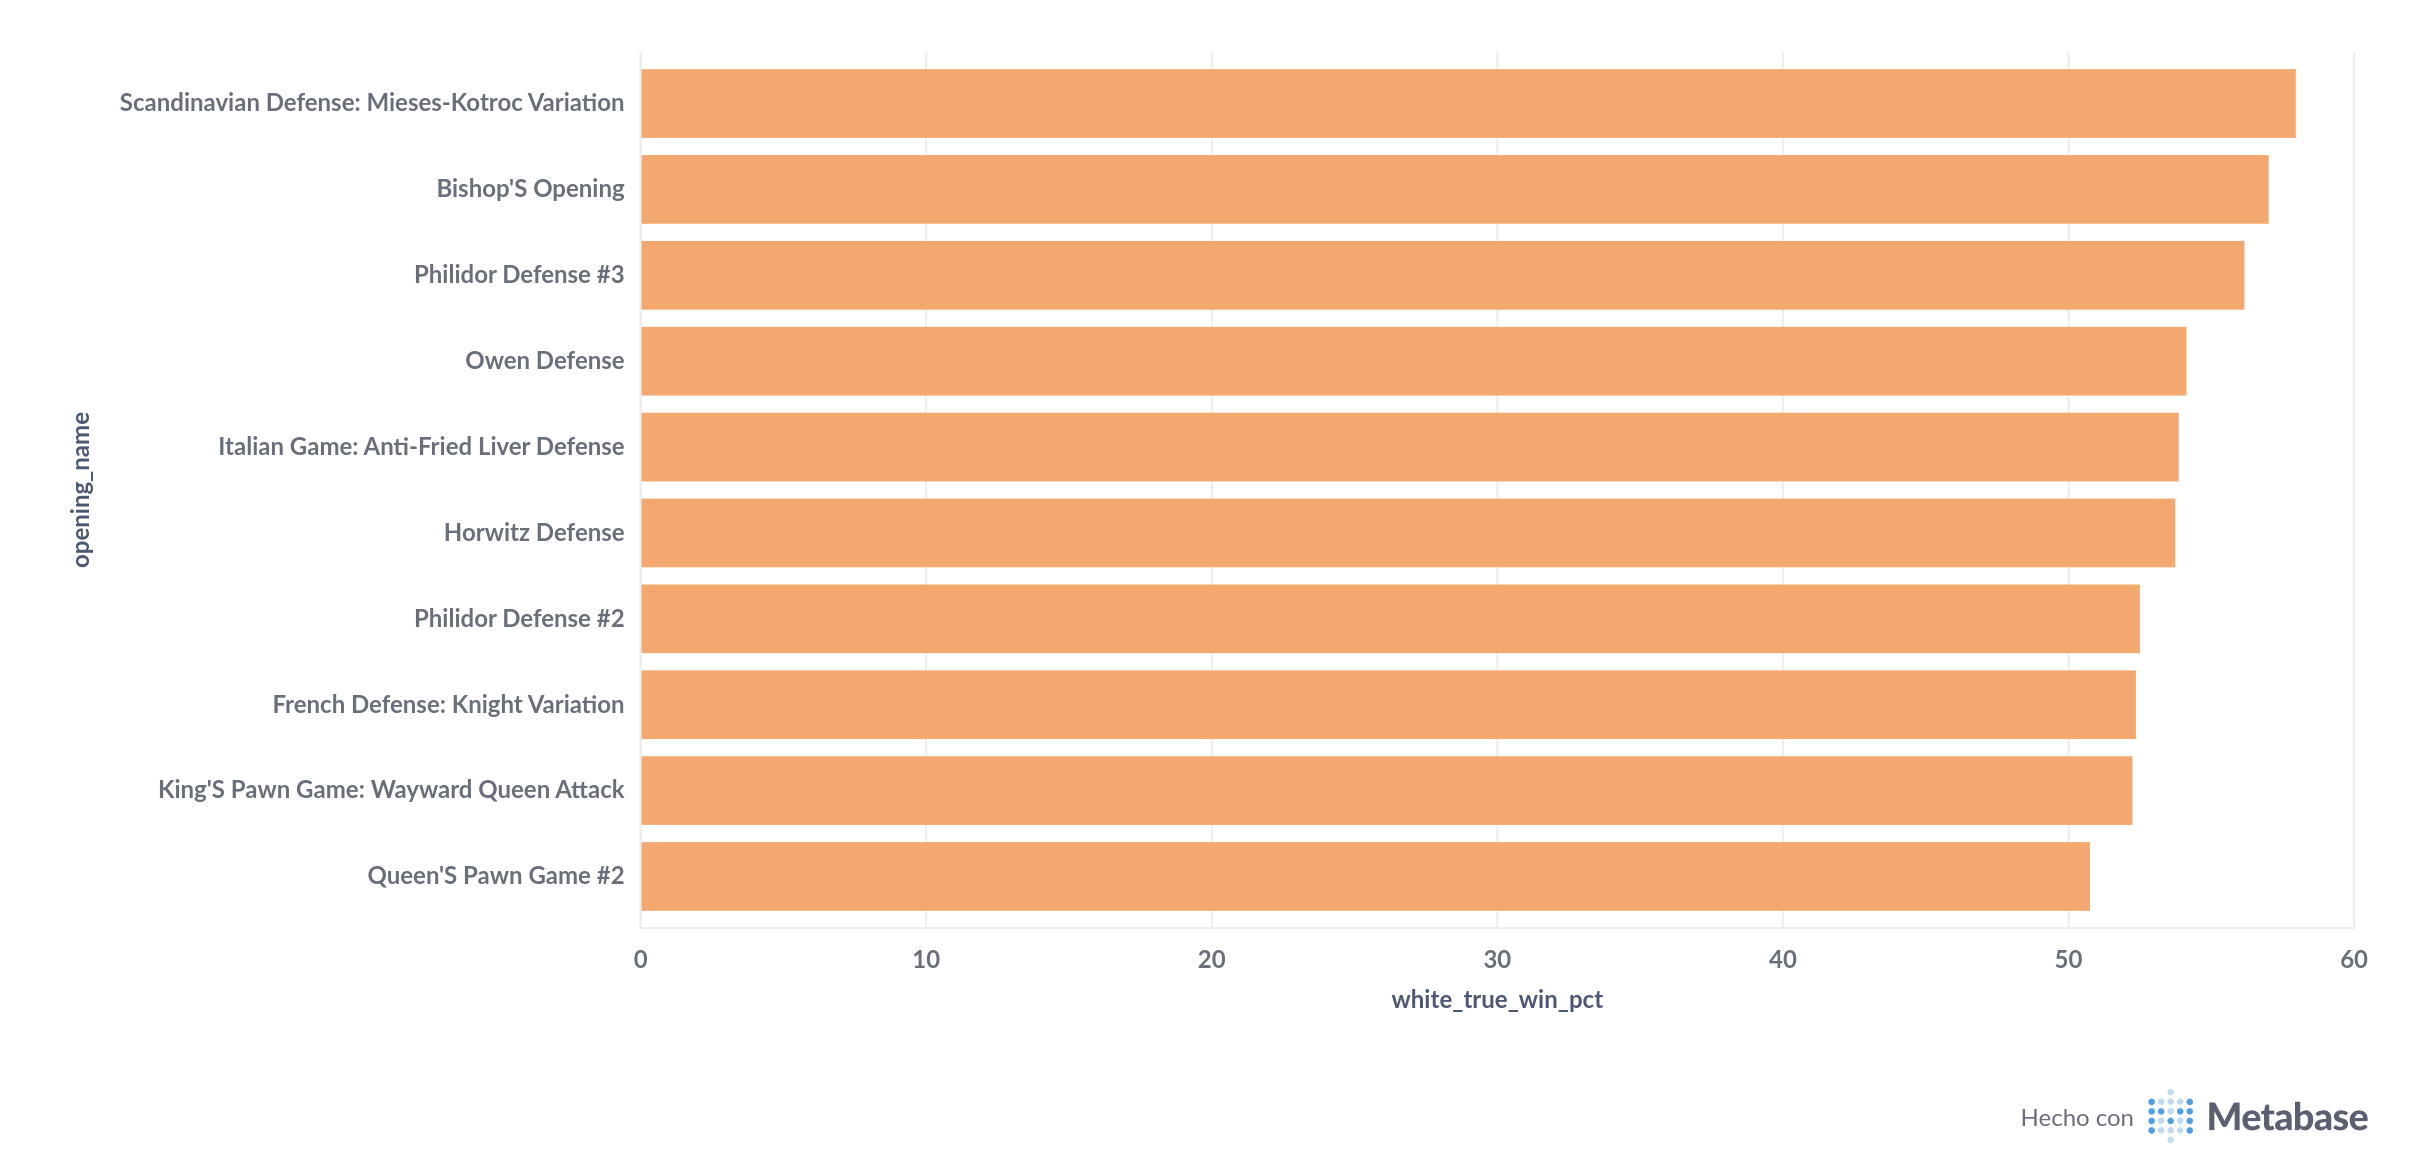 opening_name
Scandinavian Defense: Mieses-Kotroc Variation
Bishop'S Opening
Philidor Defense #3
Owen Defense
Italian Game: Anti-Fried Liver Defense
Horwitz Defense
Philidor Defense #2
French Defense: Knight Variation
King'S Pawn Game: Wayward Queen Attack
Queen'S Pawn Game #2
0 10 20 30 40 50 60
white_true_win_pct
Hecho con Metabase